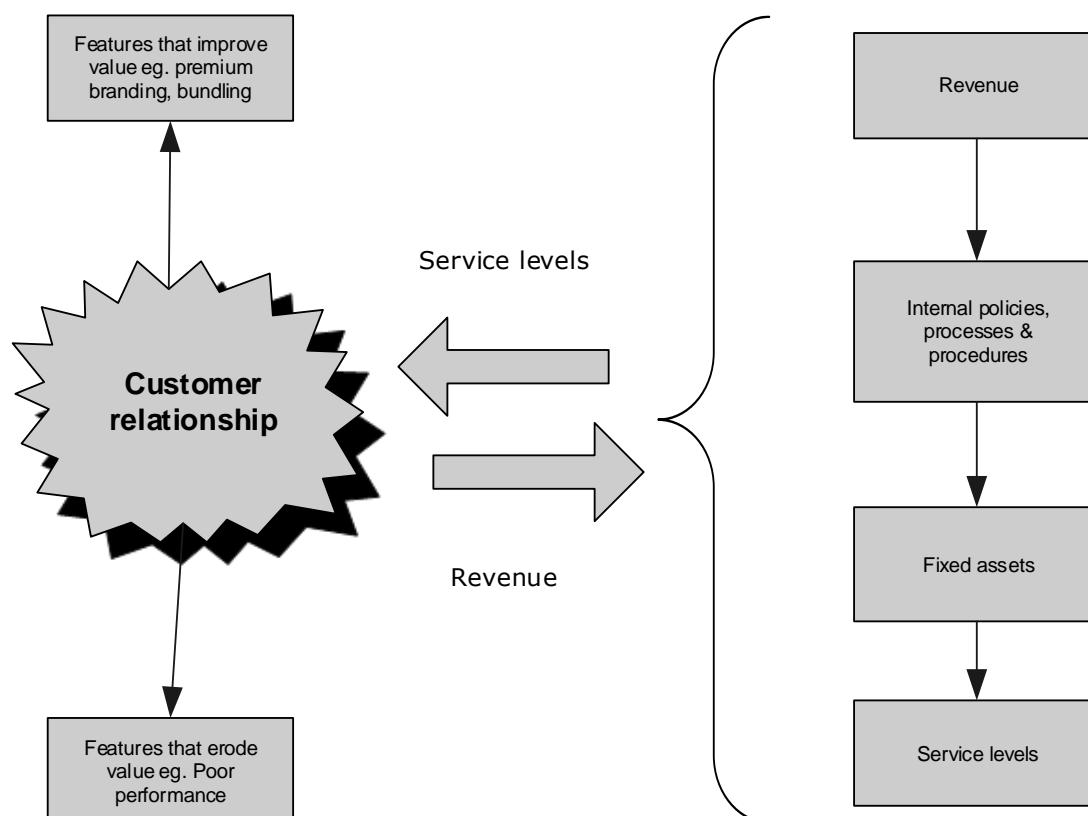 Features that improve
value eg. premium
branding, bundling
Customer
relationship
Features that erode
value eg. Poor
performance
Service levels
Revenue
Revenue
Internal policies,
processes &
procedures
Fixed assets
Service levels